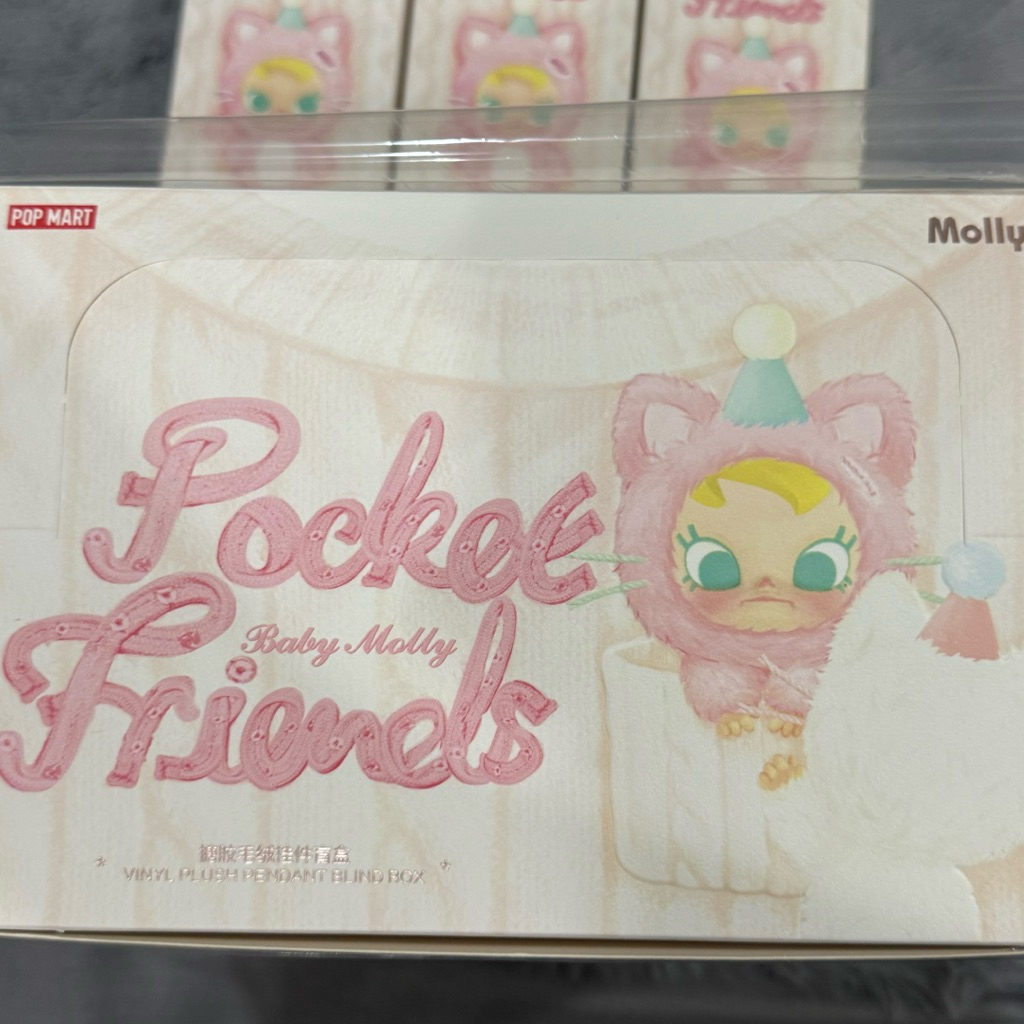 Friends
POP MART
Molly
Pocket
Baby Molly
Friends
搪胶毛绒挂件盲盒
VINYL PLUSH PENDANT BLIND BOX